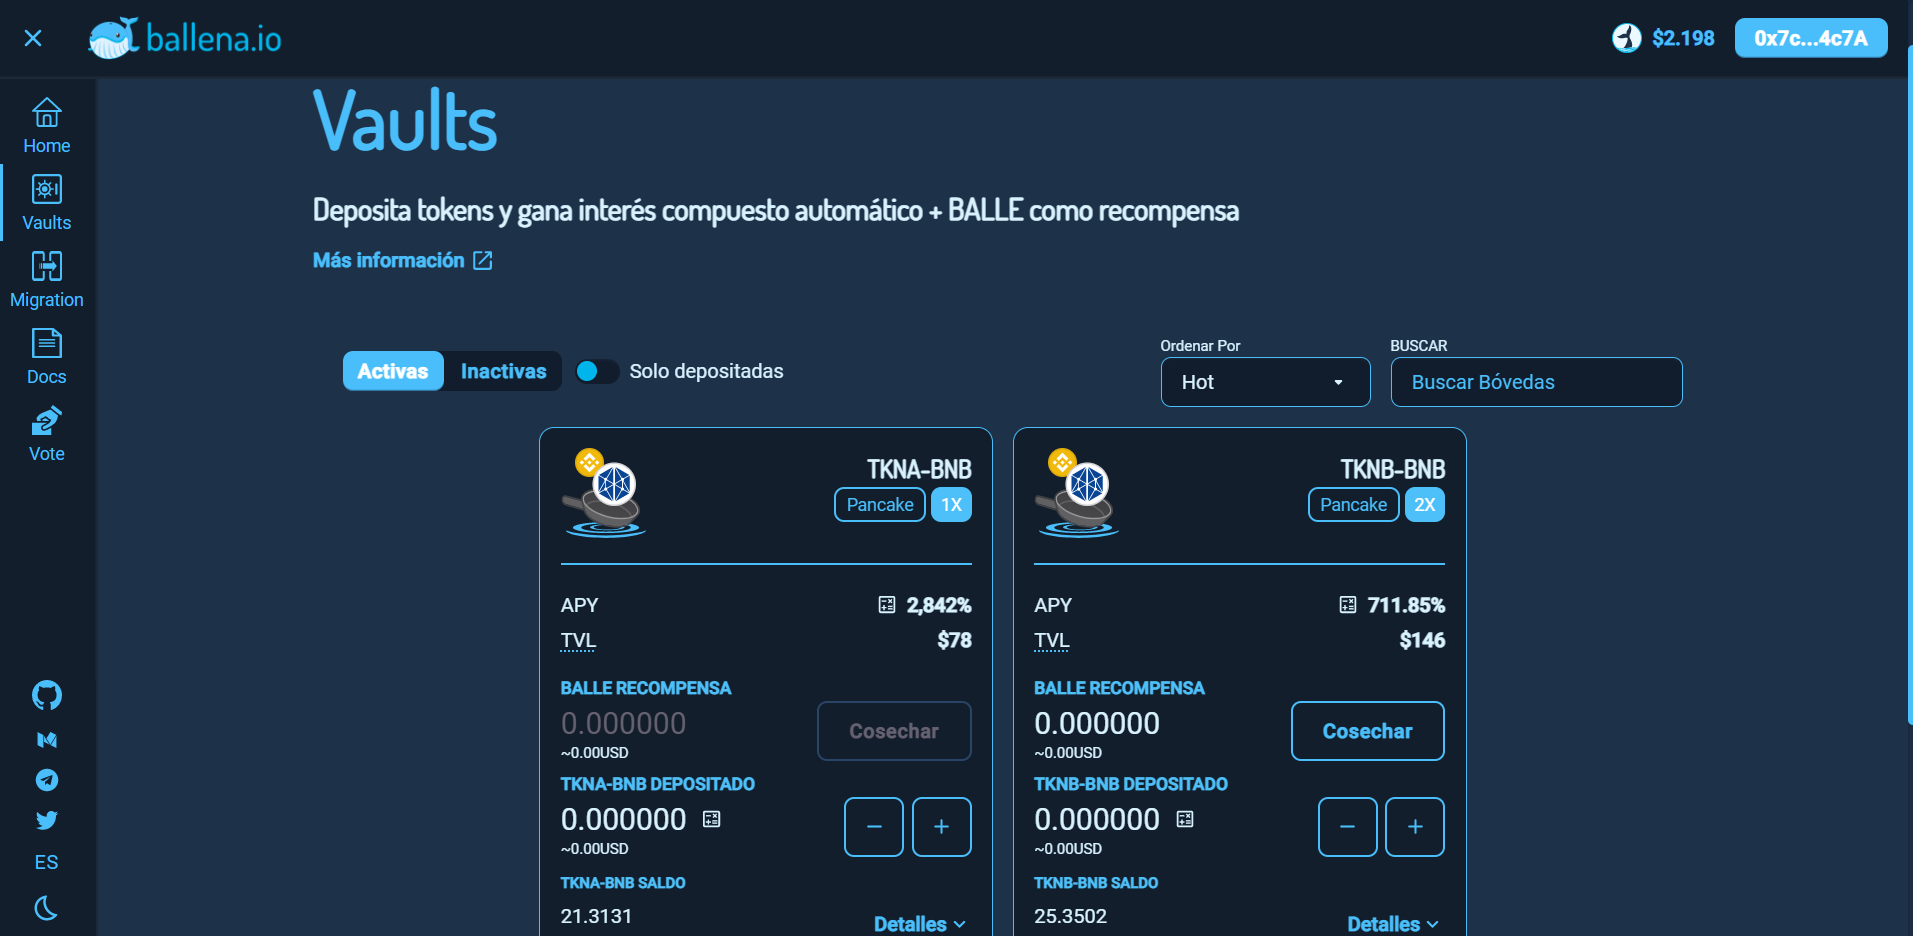 ballena.io
$2.198
0x7c...4c7A
Home
Vaults
Migration
Docs
Vote
ES
Vaults
Deposita tokens y gana interés compuesto automático + BALLE como recompensa
Más información
Activas
Inactivas
Solo depositadas
Ordenar Por
Hot
BUSCAR
Buscar Bóvedas
TKNA-BNB
Pancake
1X
APY
2,842%
TVL
$78
BALLE RECOMPENSA
0.000000
~0.00USD
Cosechar
TKNA-BNB DEPOSITADO
0.000000
~0.00USD
−
+
TKNA-BNB SALDO
21.3131
Detalles
TKNB-BNB
Pancake
2X
APY
711.85%
TVL
$146
BALLE RECOMPENSA
0.000000
~0.00USD
Cosechar
TKNB-BNB DEPOSITADO
0.000000
~0.00USD
−
+
TKNB-BNB SALDO
25.3502
Detalles